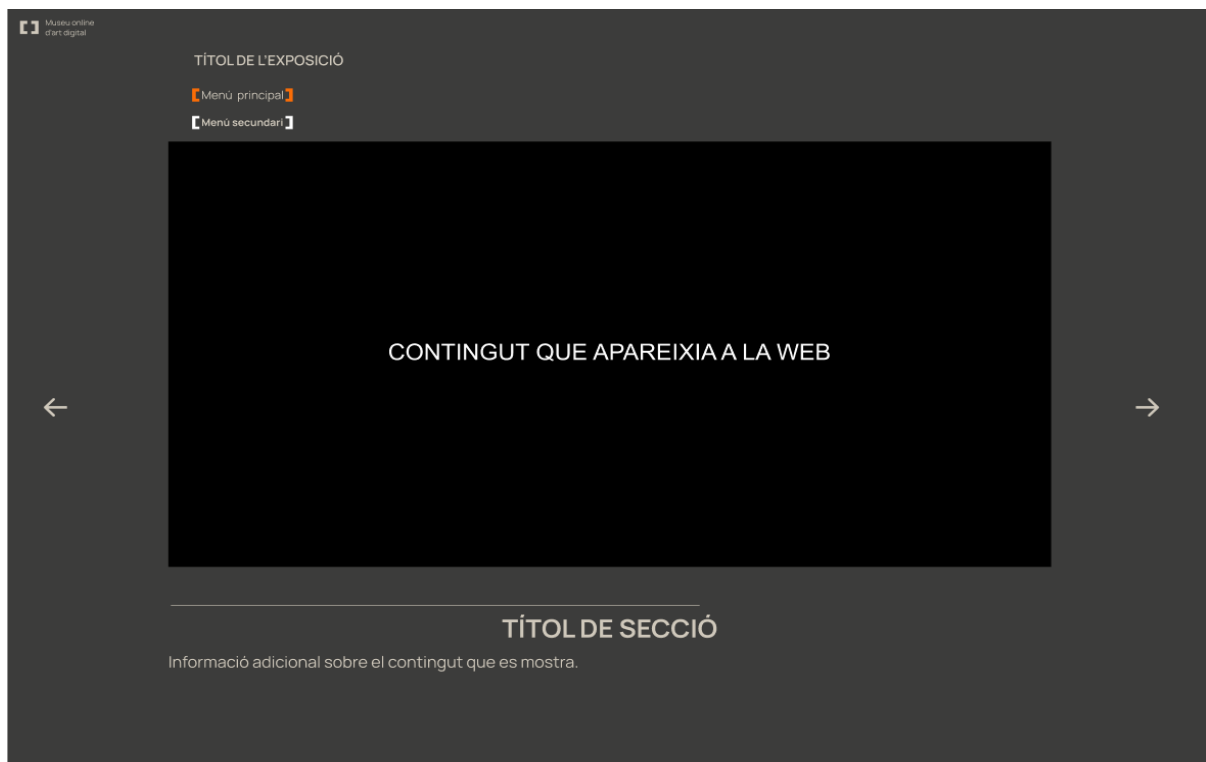 Museu online
d'art digital
TÍTOL DE L'EXPOSICIÓ
[Menú principal]
[Menú secundari]
CONTINGUT QUE APAREIXIA A LA WEB
TÍTOL DE SECCIÓ
Informació adicional sobre el contingut que es mostra.